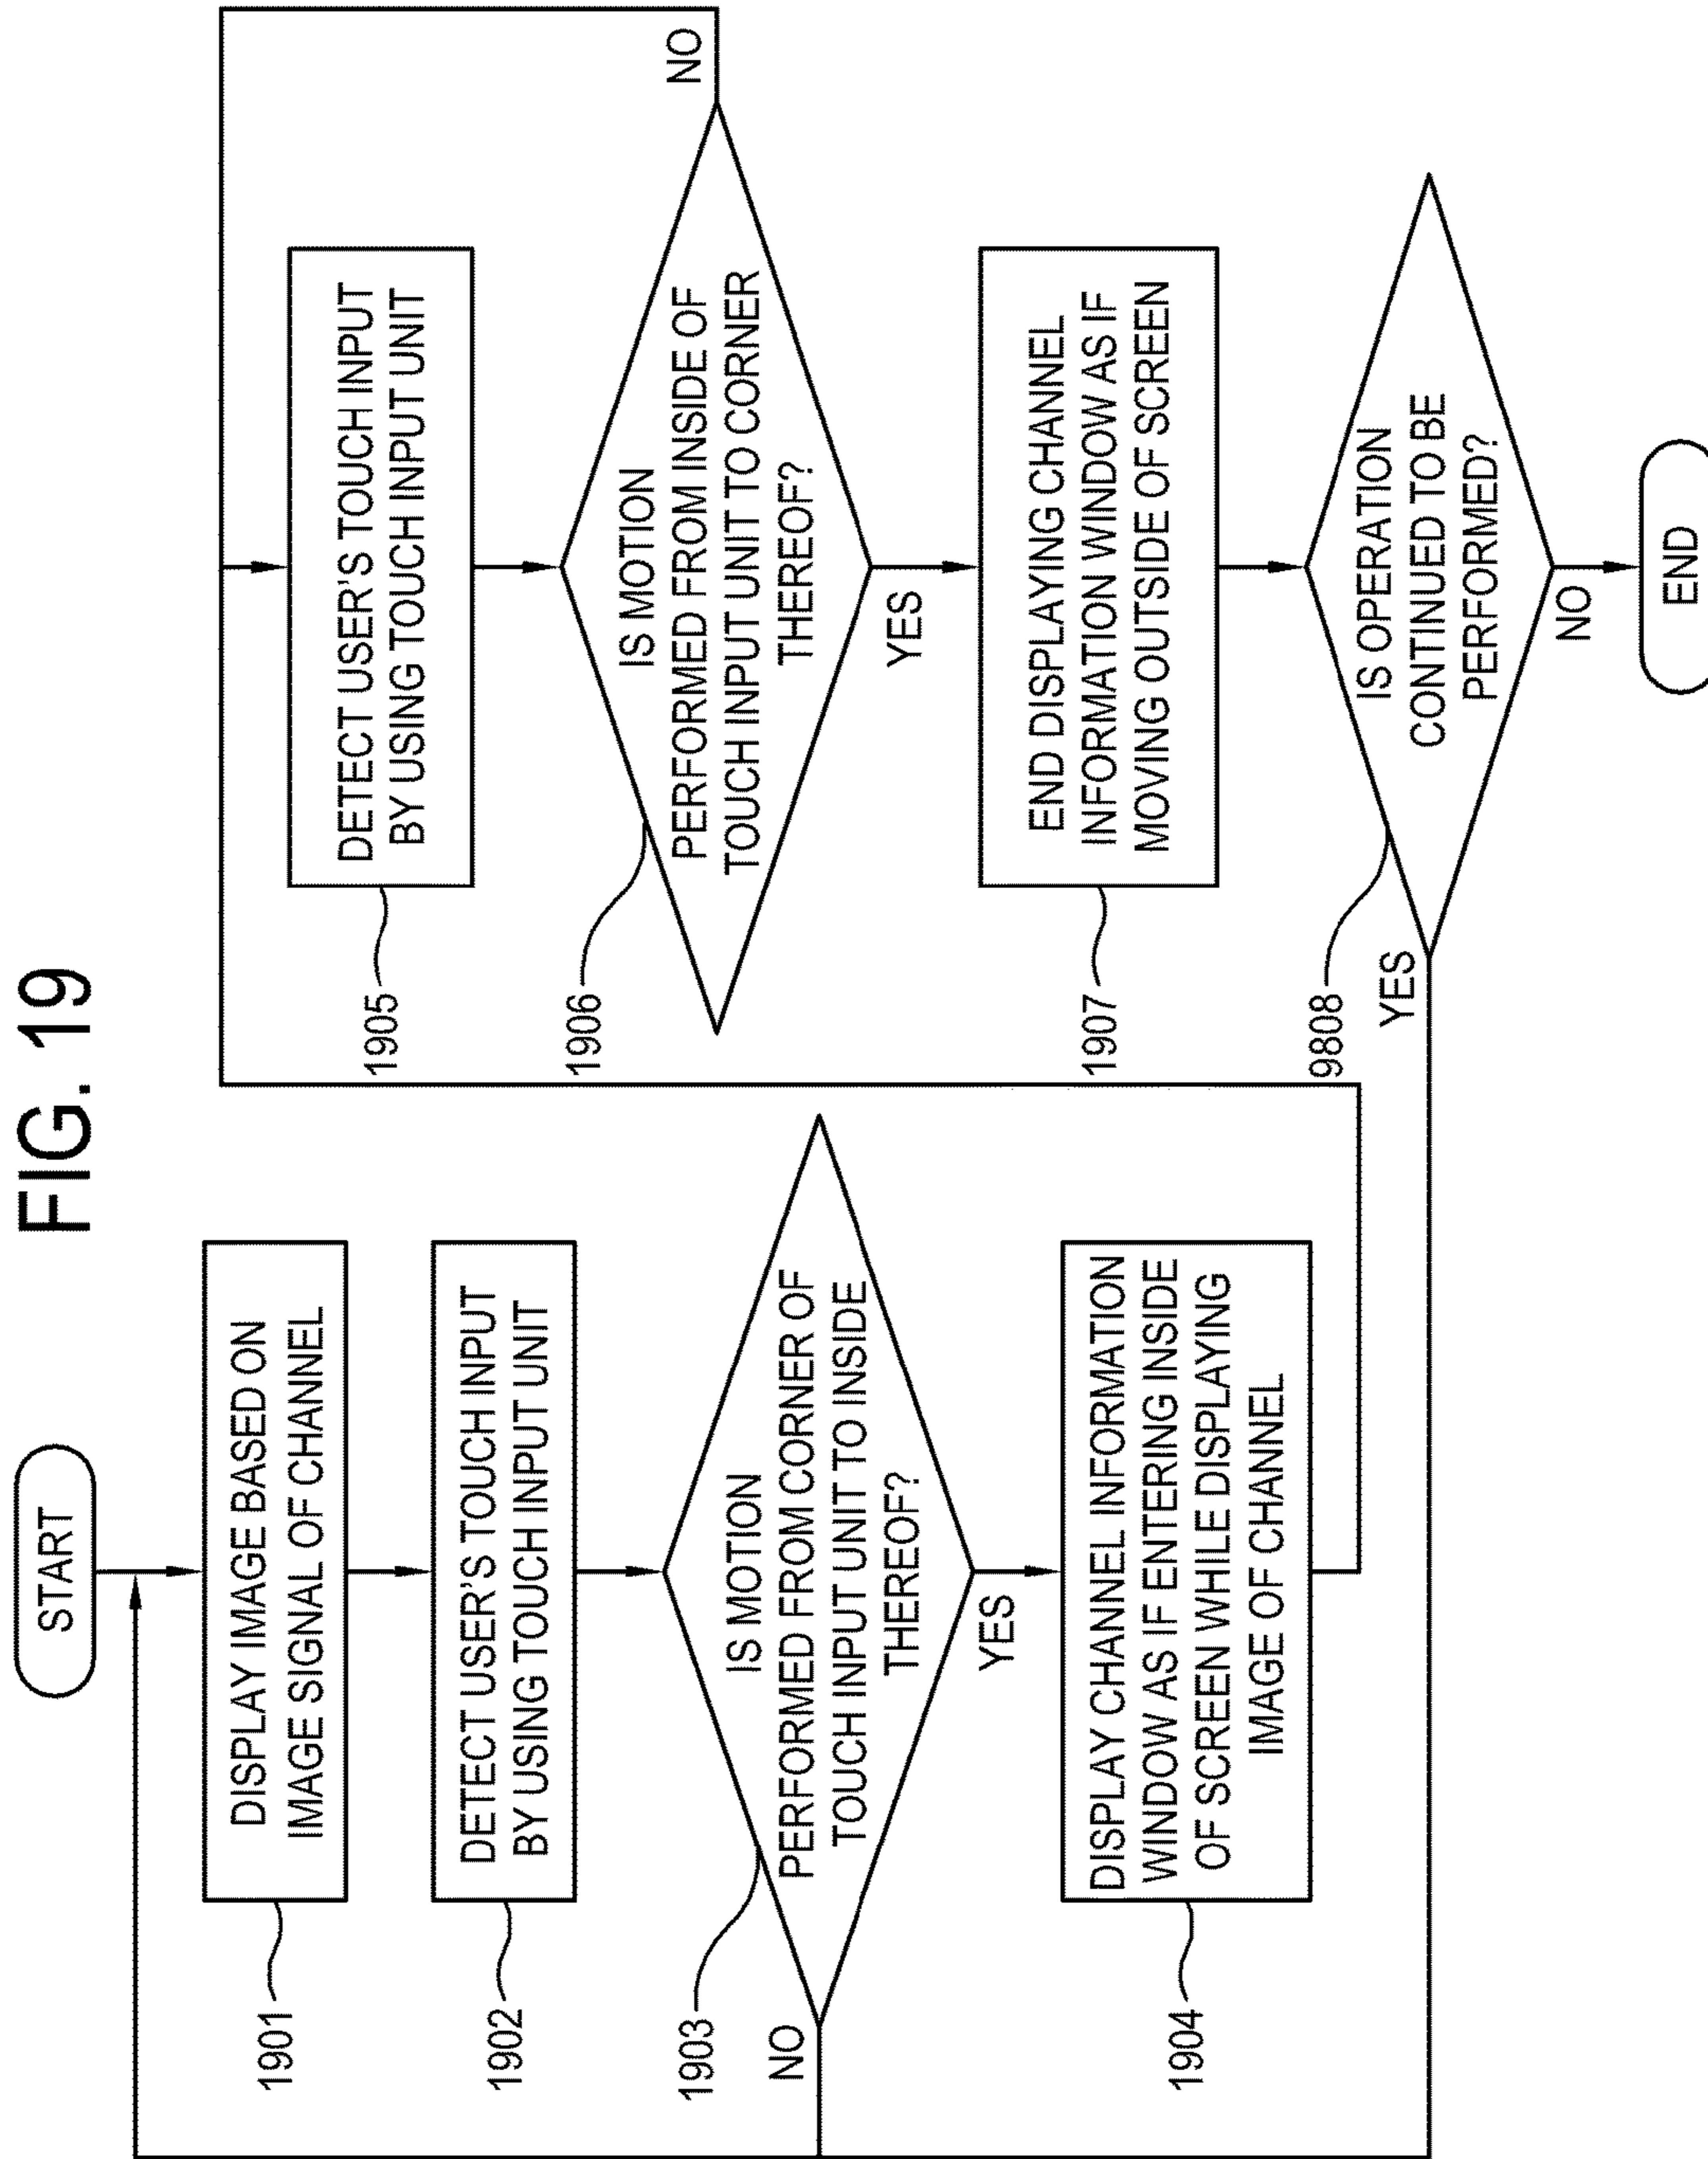 FIG. 19
START
DISPLAY IMAGE BASED ON
IMAGE SIGNAL OF CHANNEL
1901
DETECT USER'S TOUCH INPUT
BY USING TOUCH INPUT UNIT
1902
IS MOTION
PERFORMED FROM CORNER OF
TOUCH INPUT UNIT TO INSIDE
THEREOF?
1903
NO
YES
DISPLAY CHANNEL INFORMATION
WINDOW AS IF ENTERING INSIDE
OF SCREEN WHILE DISPLAYING
IMAGE OF CHANNEL
1904
DETECT USER'S TOUCH INPUT
BY USING TOUCH INPUT UNIT
1905
IS MOTION
PERFORMED FROM INSIDE OF
TOUCH INPUT UNIT TO CORNER
THEREOF?
1906
NO
YES
END DISPLAYING CHANNEL
INFORMATION WINDOW AS IF
MOVING OUTSIDE OF SCREEN
1907
IS OPERATION
CONTINUED TO BE
PERFORMED?
9808
YES
NO
END